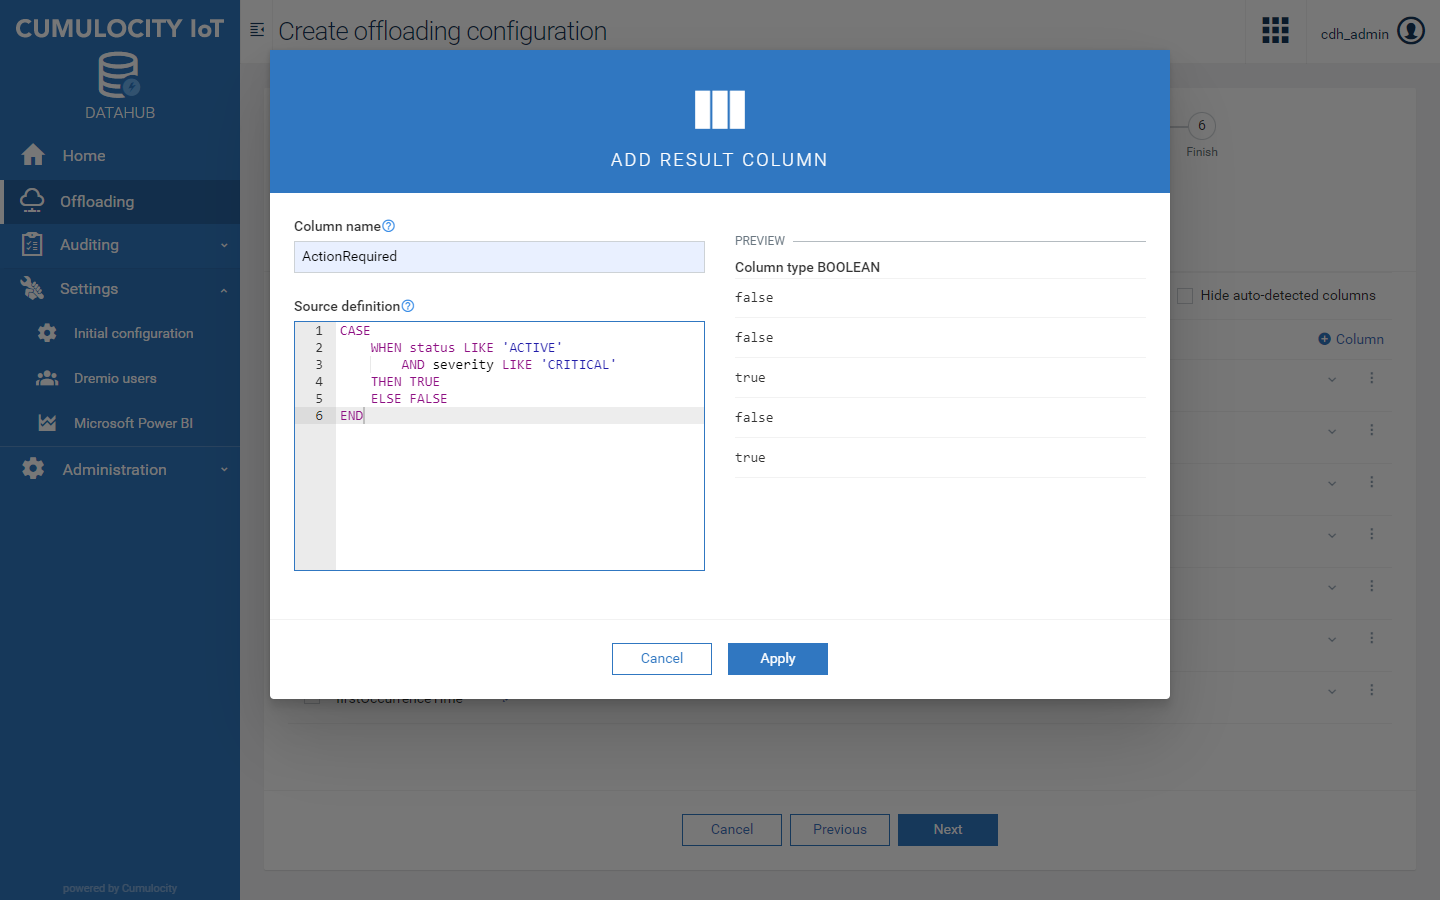 CUMULOCITY IoT
DATAHUB
Home
Offloading
Auditing
Settings
Initial configuration
Dremio users
Microsoft Power BI
Administration
powered by Cumulocity
Create offloading configuration
cdh_admin
6
Finish
Hide auto-detected columns
Column
ADD RESULT COLUMN
Column name
ActionRequired
Source definition
1 CASE
2 WHEN status LIKE 'ACTIVE'
3 AND severity LIKE 'CRITICAL'
4 THEN TRUE
5 ELSE FALSE
6 END
PREVIEW
Column type BOOLEAN
false
false
true
false
true
Cancel
Apply
firstOccurrenceTime
Cancel
Previous
Next